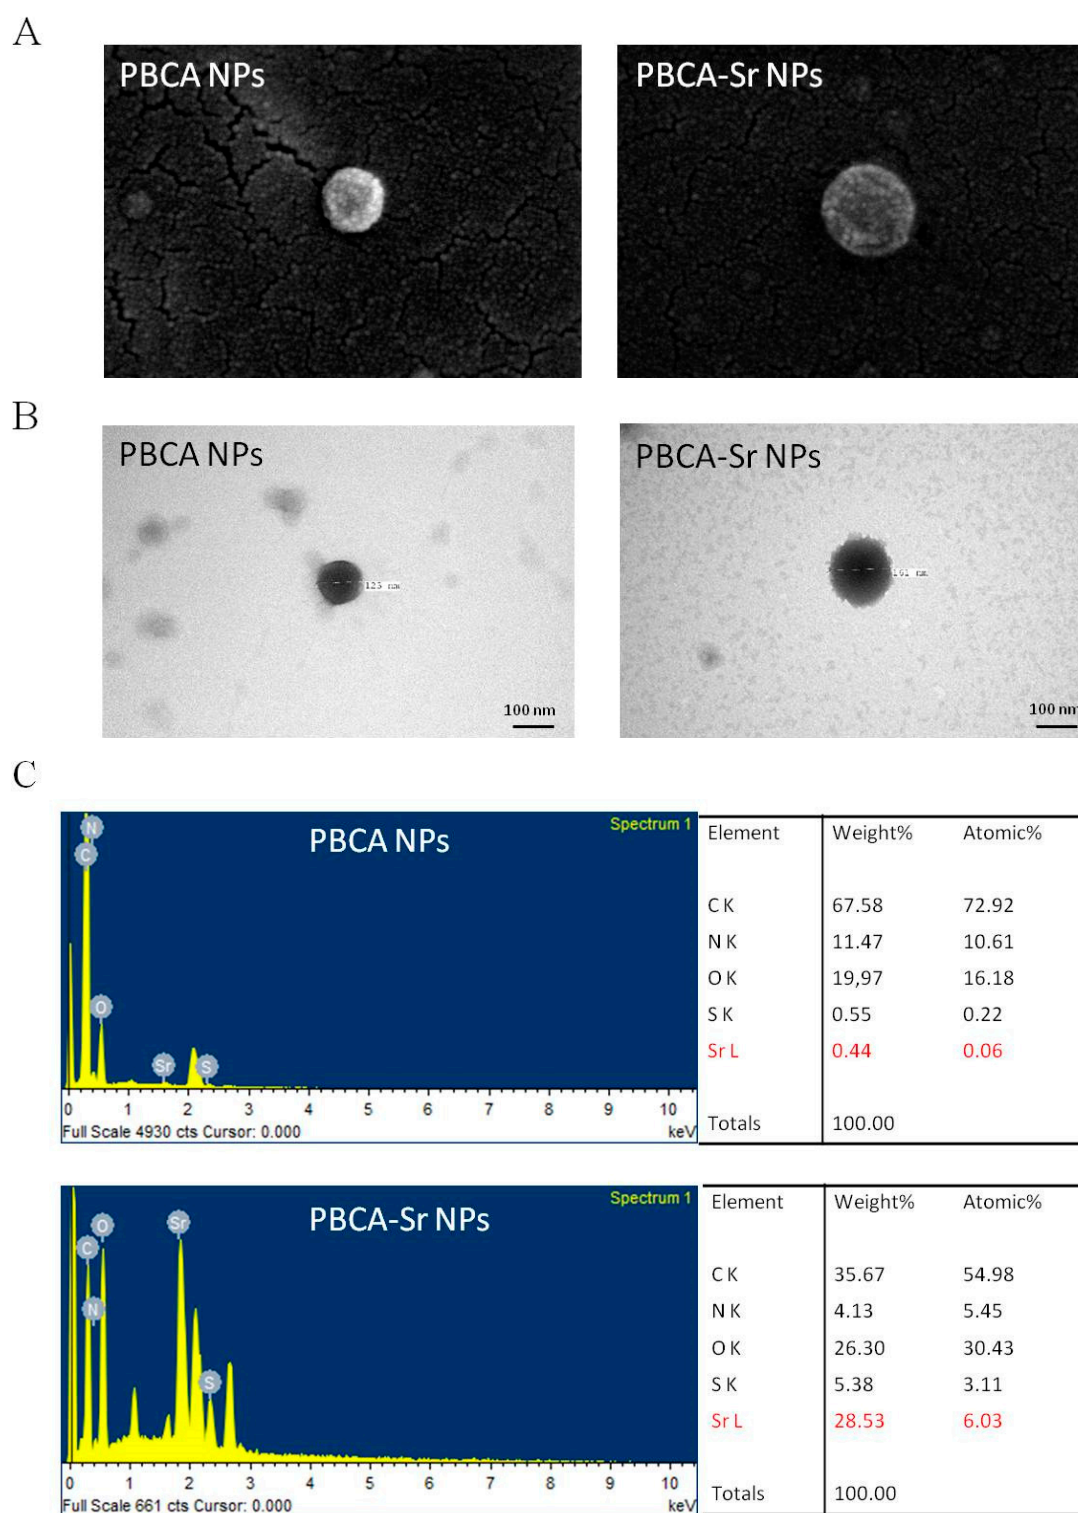 A
PBCA NPs
PBCA-Sr NPs
B
PBCA NPs
PBCA-Sr NPs
125 nm
161 nm
100 nm
100 nm
C
PBCA NPs
Spectrum 1
N
C
O
Sr
S
0 1 2 3 4 5 6 7 8 9 10
Full Scale 4930 cts Cursor: 0.000
keV
Element Weight% Atomic%
C K 67.58 72.92
N K 11.47 10.61
O K 19,97 16.18
S K 0.55 0.22
Sr L 0.44 0.06
Totals 100.00
PBCA-Sr NPs
Spectrum 1
O
Sr
C
N
S
0 1 2 3 4 5 6 7 8 9 10
Full Scale 661 cts Cursor: 0.000
keV
Element Weight% Atomic%
C K 35.67 54.98
N K 4.13 5.45
O K 26.30 30.43
S K 5.38 3.11
Sr L 28.53 6.03
Totals 100.00